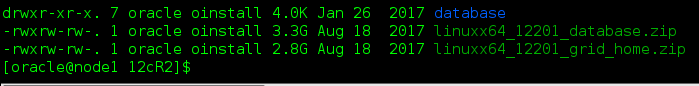 drwxr-xr-x. 7 oracle oinstall 4.0K Jan 26  2017 database
-rwxrw-rw-. 1 oracle oinstall 3.3G Aug 18  2017 linuxx64_12201_database.zip
-rwxrw-rw-. 1 oracle oinstall 2.8G Aug 18  2017 linuxx64_12201_grid_home.zip
[oracle@node1 12cR2]$